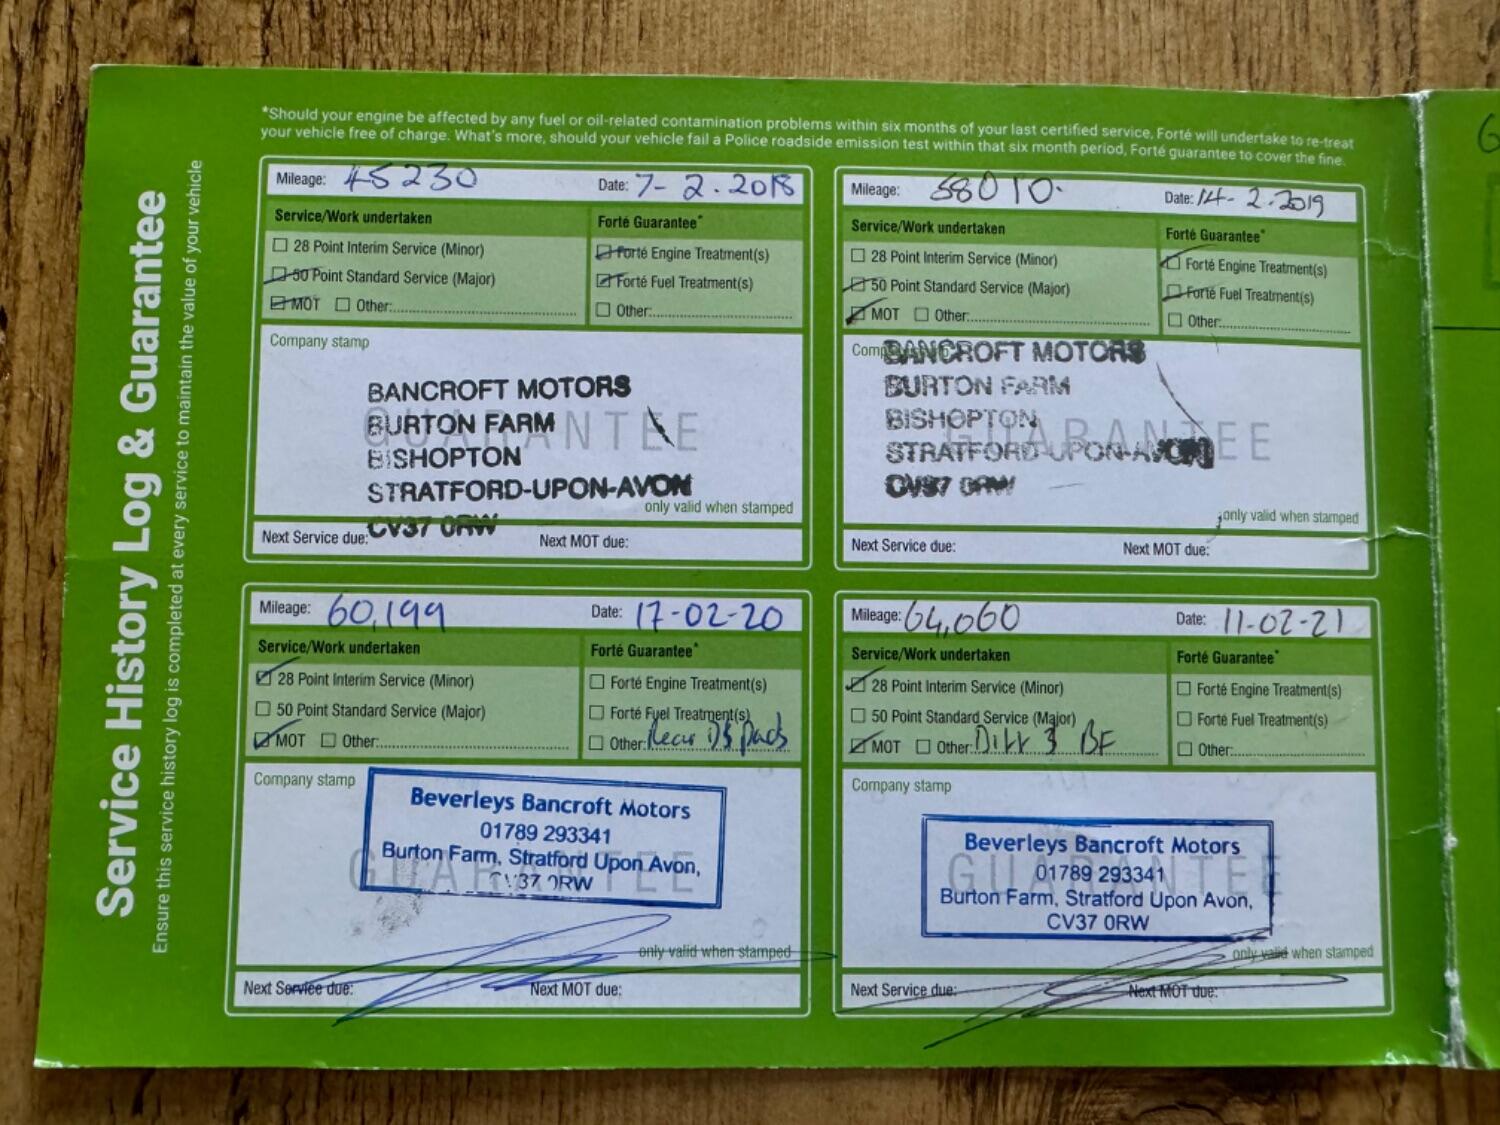 Service History Log & Guarantee
Ensure this service history log is completed at every service to maintain the value of your vehicle
*Should your engine be affected by any fuel or oil-related contamination problems within six months of your last certified service, Forté will undertake to re-treat
your vehicle free of charge. What's more, should your vehicle fail a Police roadside emission test within that six month period, Forté guarantee to cover the fine.
Mileage: 45230 Date: 7-2.2018
Service/Work undertaken Forté Guarantee*
28 Point Interim Service (Minor) Forté Engine Treatment(s)
50 Point Standard Service (Major) Forté Fuel Treatment(s)
MOT Other: Other:
Company stamp
GUARANTEE
BANCROFT MOTORS
BURTON FARM
BISHOPTON
STRATFORD-UPON-AVON
CV37 0RW
only valid when stamped
Next Service due: Next MOT due:
Mileage: 58010. Date: 14-2.2019
Service/Work undertaken Forté Guarantee*
28 Point Interim Service (Minor) Forté Engine Treatment(s)
50 Point Standard Service (Major) Forté Fuel Treatment(s)
MOT Other: Other:
BANCROFT MOTORS
BURTON FARM
BISHOPTON
GUARANTEE
STRATFORD-UPON-AVON
CV37 0RW
only valid when stamped
Next Service due: Next MOT due:
Mileage: 60,199 Date: 17-02-20
Service/Work undertaken Forté Guarantee*
28 Point Interim Service (Minor) Forté Engine Treatment(s)
50 Point Standard Service (Major) Forté Fuel Treatment(s)
MOT Other: Other: Rear Pads
Company stamp
Beverleys Bancroft Motors
01789 293341
Burton Farm, Stratford Upon Avon,
GUARANTEE
CV37 0RW
only valid when stamped
Next Service due: Next MOT due:
Mileage: 64,060 Date: 11-02-21
Service/Work undertaken Forté Guarantee*
28 Point Interim Service (Minor) Forté Engine Treatment(s)
50 Point Standard Service (Major) Forté Fuel Treatment(s)
MOT Other: BF Other:
Company stamp
Beverleys Bancroft Motors
01789 293341
GUARANTEE
Burton Farm, Stratford Upon Avon,
CV37 0RW
only valid when stamped
Next Service due: Next MOT due: